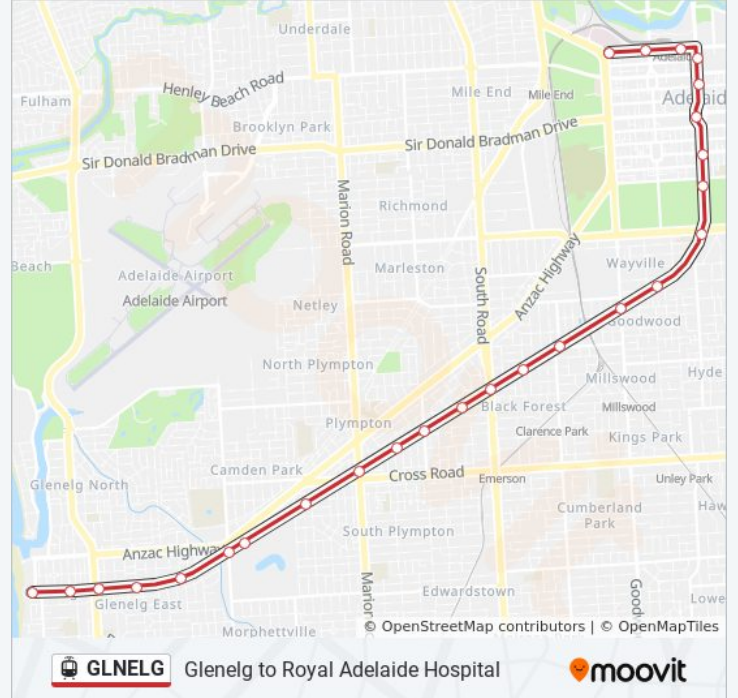 Underdale
Henley Beach Road
Fulham
Mile End
Mile End
Adelaid
Adelaid
Brooklyn Park
Sir Donald Bradman Drive
Sir Donald Bradman Drive
Marion Road
Richmond
Beach
Adelaide Airport
Adelaide Airport
Marleston
South Road
Anzac Highway
Wayville
Netley
Goodwood
North Plympton
Millswood
Hyde
Plympton
Black Forest
Millswood
Clarence Park
Kings Park
Camden Park
Cross Road
Emerson
Unley Park
Glenelg North
Cumberland
Park
Haw
South Plympton
Anzac Highway
Edwardstown
Glenelg East
Marion
Goodw
Lowe
Morphettville
© OpenStreetMap contributors | © OpenMapTiles
GLNELG Glenelg to Royal Adelaide Hospital
moovit